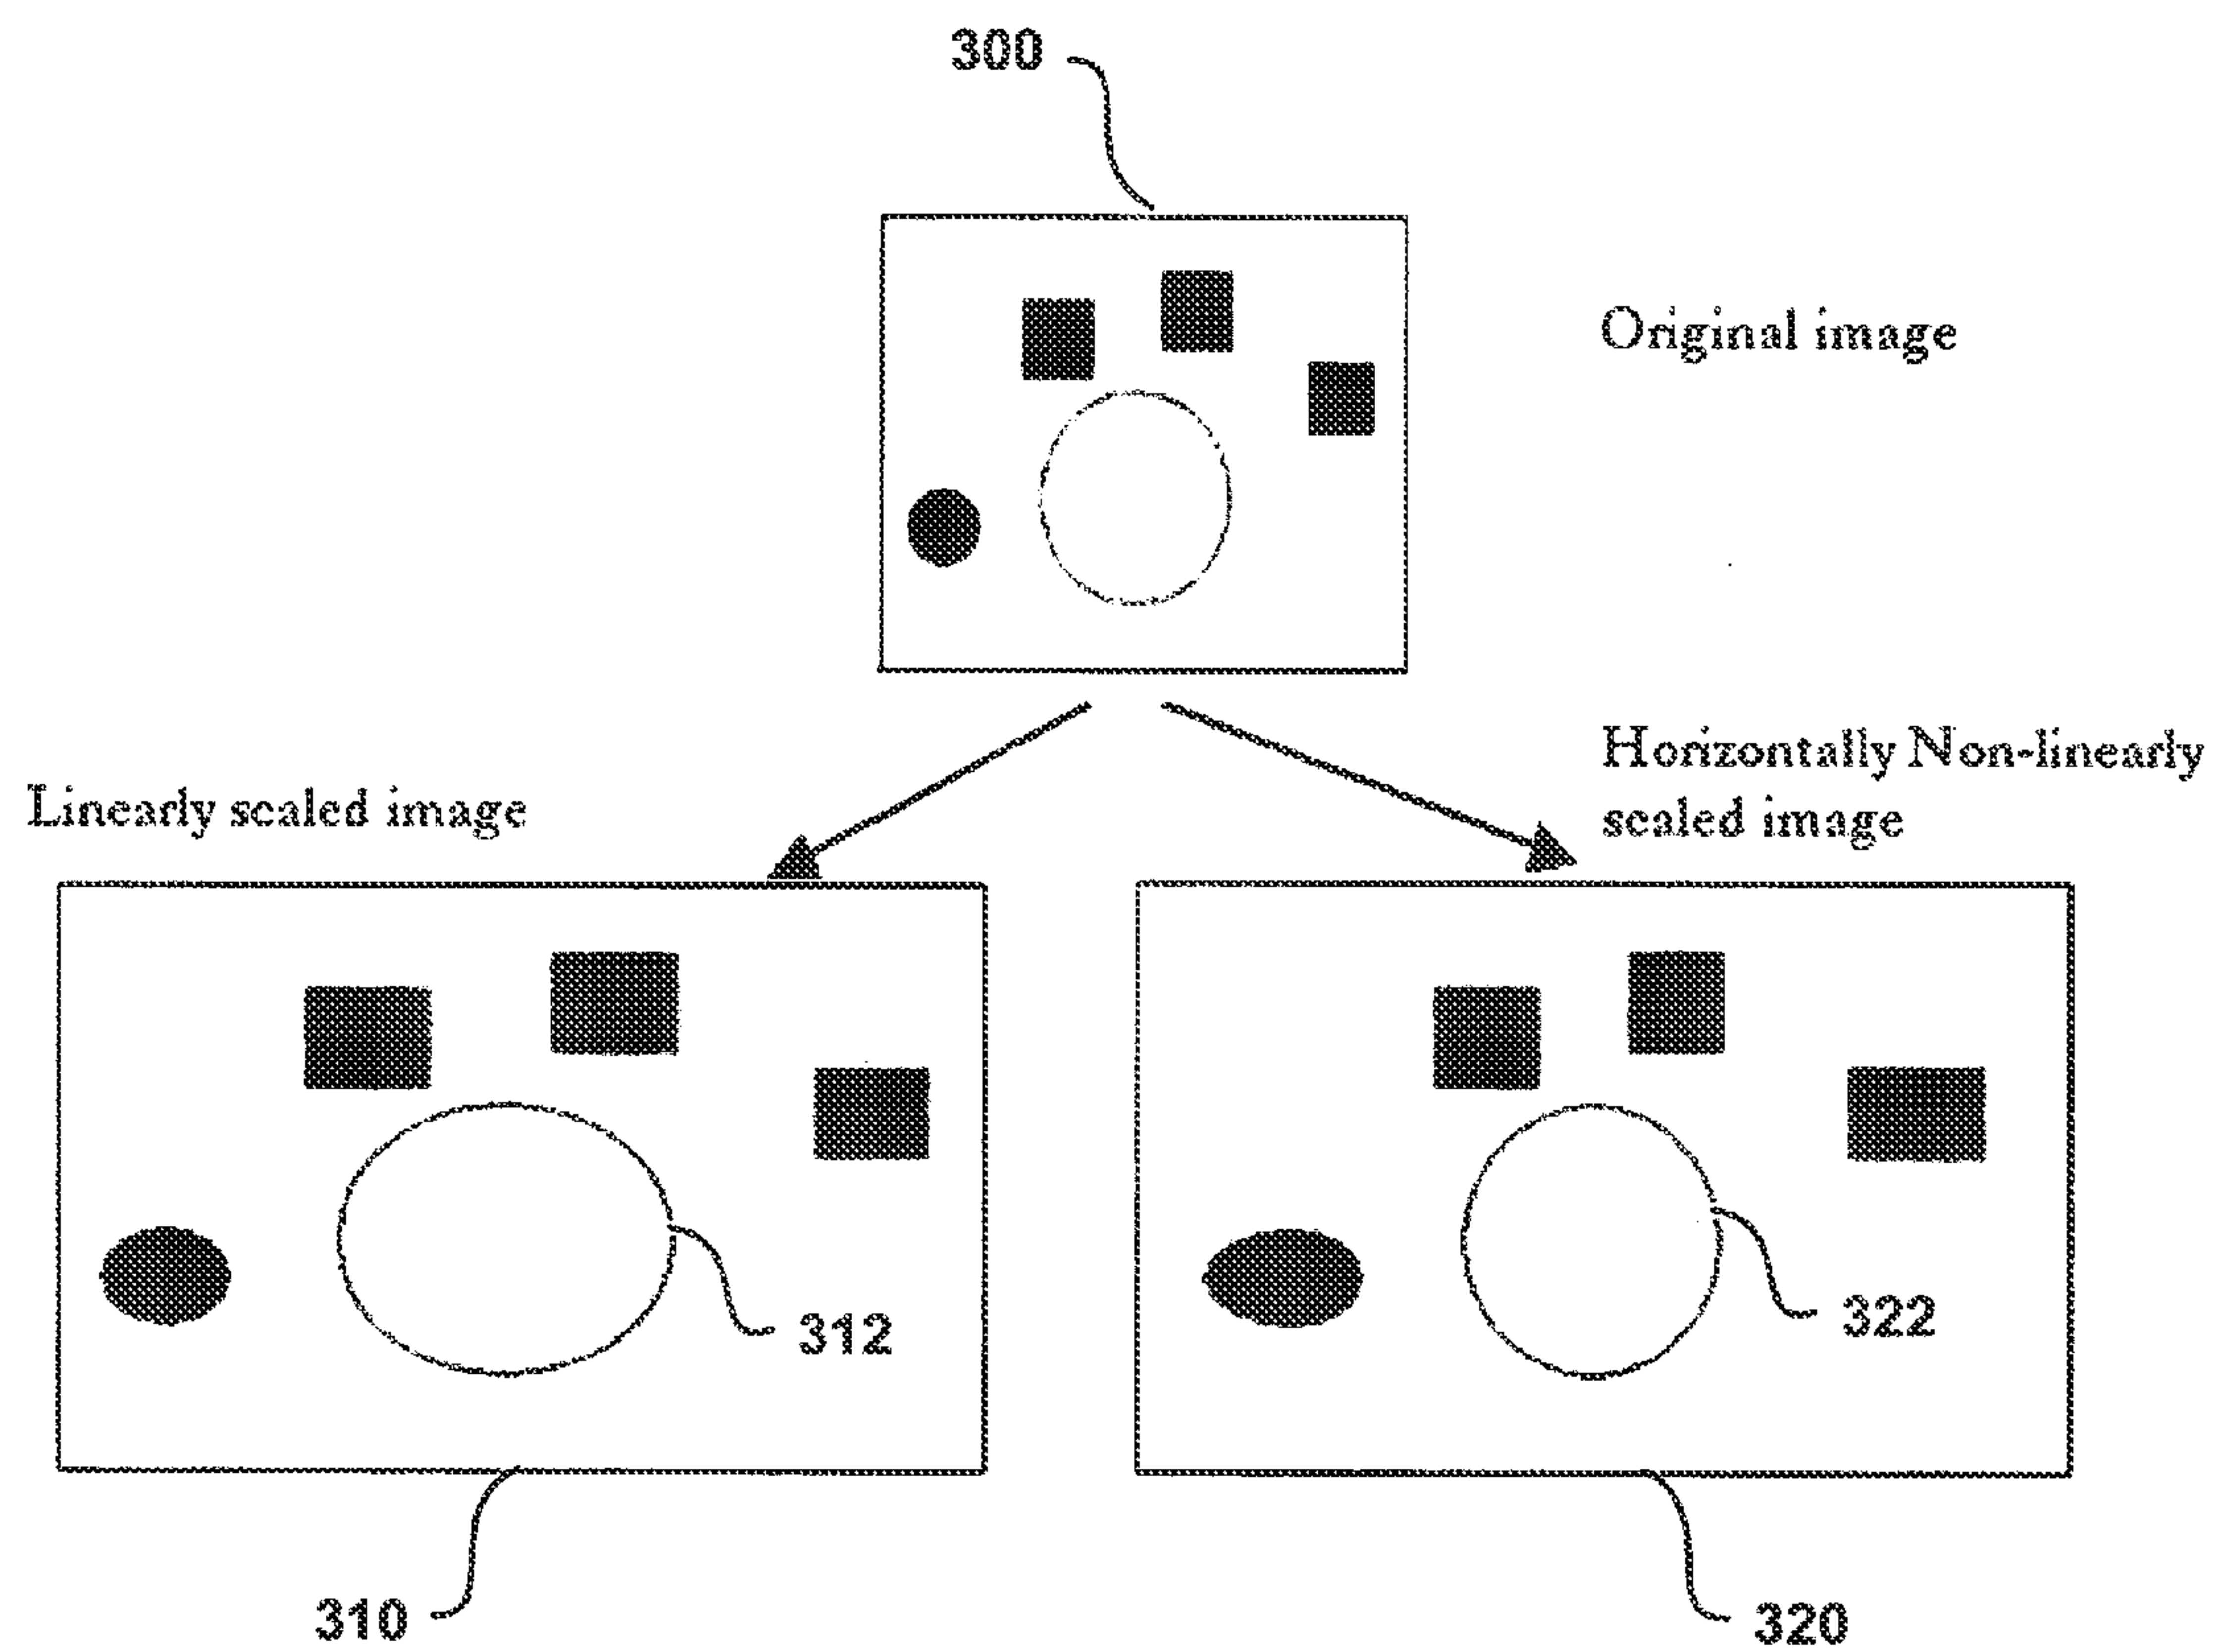 300
Original image
Horizontally Non-linearly
scaled image
Linearly scaled image
312
322
310
320